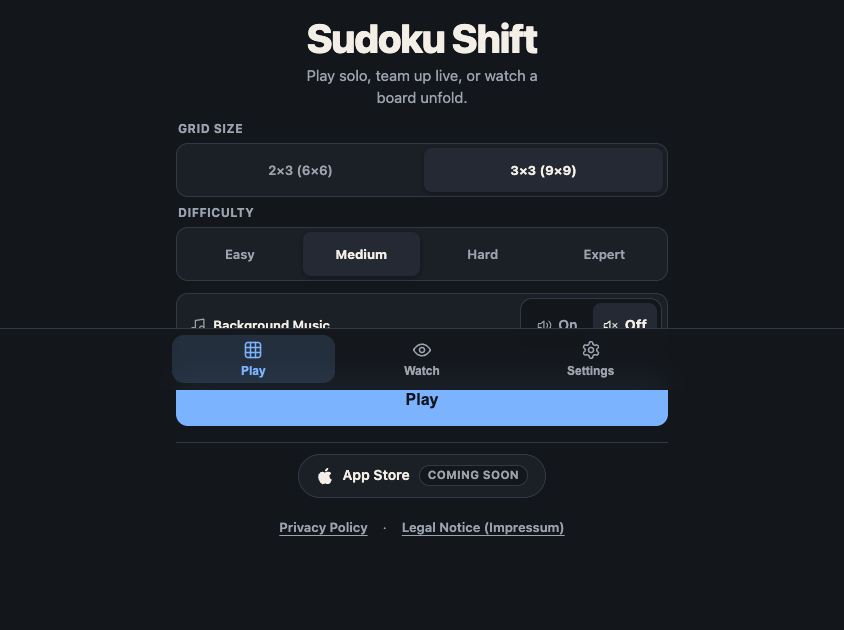 Sudoku Shift
Play solo, team up live, or watch a
board unfold.
GRID SIZE
2×3 (6×6)
3×3 (9×9)
DIFFICULTY
Easy
Medium
Hard
Expert
Background Music
On
Off
Play
Watch
Settings
Play
App Store
COMING SOON
Privacy Policy
·
Legal Notice (Impressum)